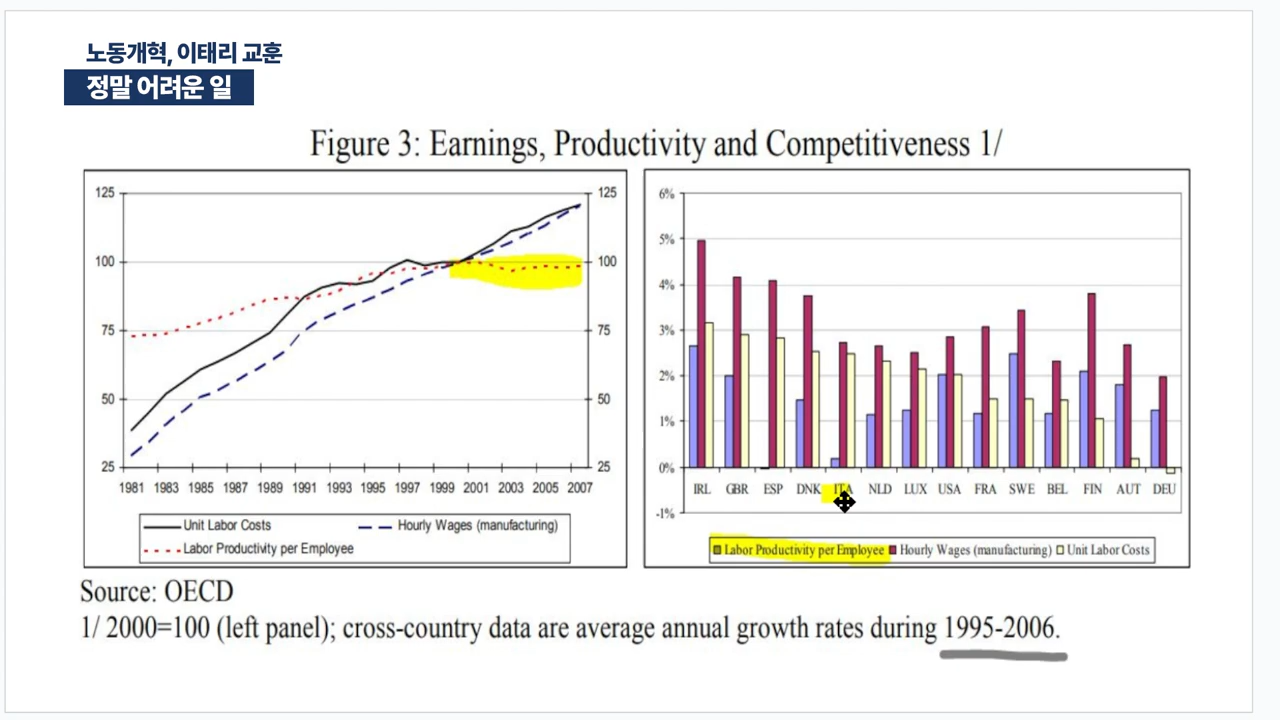 노동개혁, 이태리 교훈
정말 어려운 일
Figure 3: Earnings, Productivity and Competitiveness 1/
125 125
100 100
75 75
50 50
25 25
1981 1983 1985 1987 1989 1991 1993 1995 1997 1999 2001 2003 2005 2007
Unit Labor Costs Hourly Wages (manufacturing)
Labor Productivity per Employee
6%
5%
4%
3%
2%
1%
0%
IRL GBR ESP DNK ITA NLD LUX USA FRA SWE BEL FIN AUT DEU
-1%
Labor Productivity per Employee Hourly Wages (manufacturing) Unit Labor Costs
Source: OECD
1/ 2000=100 (left panel); cross-country data are average annual growth rates during 1995-2006.